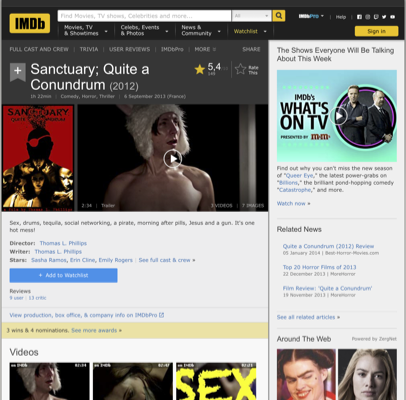 IMDb
Find Movies, TV shows, Celebrities and more...
All
IMDbPro
Help
Movies, TV & Showtimes
Celebs, Events & Photos
News & Community
Watchlist
Sign in
FULL CAST AND CREW | TRIVIA | USER REVIEWS | IMDbPro | MORE
SHARE
Sanctuary; Quite a Conundrum (2012)
5,4
Rate This
1h 22min | Comedy, Horror, Thriller | 6 September 2013 (France)
SANCTUARY
2:34 | Trailer
3 VIDEOS | 7 IMAGES
Sex, drums, tequila, social networking, a pirate, morning after pills, Jesus and a gun. It's one hot mess!
Director: Thomas L. Phillips
Writer: Thomas L. Phillips
Stars: Sasha Ramos, Erin Cline, Emily Rogers | See full cast & crew »
+ Add to Watchlist
Reviews
5 user · 13 critic
View production, box office, & company info on IMDbPro
3 wins & 4 nominations. See more awards »
Videos
SEX
The Shows Everyone Will Be Talking About This Week
IMDb's
WHAT'S ON TV
PRESENTED BY M&M's
Find out why you can't miss the new season of "Queer Eye," the latest power-grabs on "Billions," the brilliant pond-hopping comedy "Catastrophe," and more.
Watch now »
Related News
Quite a Conundrum (2012) Review
05 January 2014 | Best-Horror-Movies.com
Top 20 Horror Films of 2013
22 December 2013 | MoreHorror
Film Review: 'Quite a Conundrum'
19 November 2013 | MoreHorror
See all related articles »
Around The Web
Powered by ZergNet